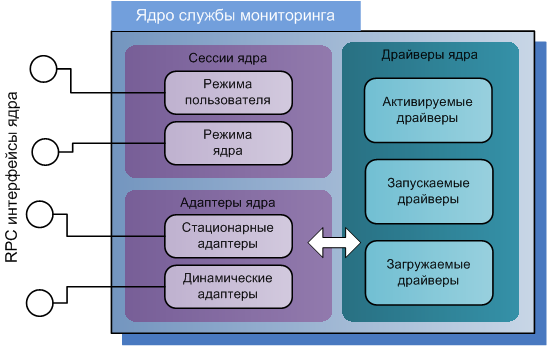 Ядро службы мониторинга
RPC интерфейсы ядра
Сессии ядра
Режима
пользователя
Режима
ядра
Адаптеры ядра
Стационарные
адаптеры
Динамические
адаптеры
Драйверы ядра
Активируемые
драйверы
Запускаемые
драйверы
Загружаемые
драйверы